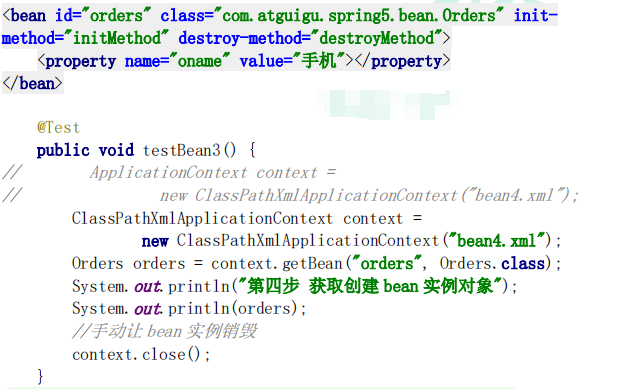 <bean id="orders" class="com.atguigu.spring5.bean.Orders" init-
method="initMethod" destroy-method="destroyMethod">
    <property name="oname" value="手机"></property>
</bean>
    @Test
    public void testBean3() {
//        ApplicationContext context =
//                new ClassPathXmlApplicationContext("bean4.xml");
        ClassPathXmlApplicationContext context =
                new ClassPathXmlApplicationContext("bean4.xml");
        Orders orders = context.getBean("orders", Orders.class);
        System.out.println("第四步 获取创建 bean 实例对象");
        System.out.println(orders);
        //手动让 bean 实例销毁
        context.close();
    }